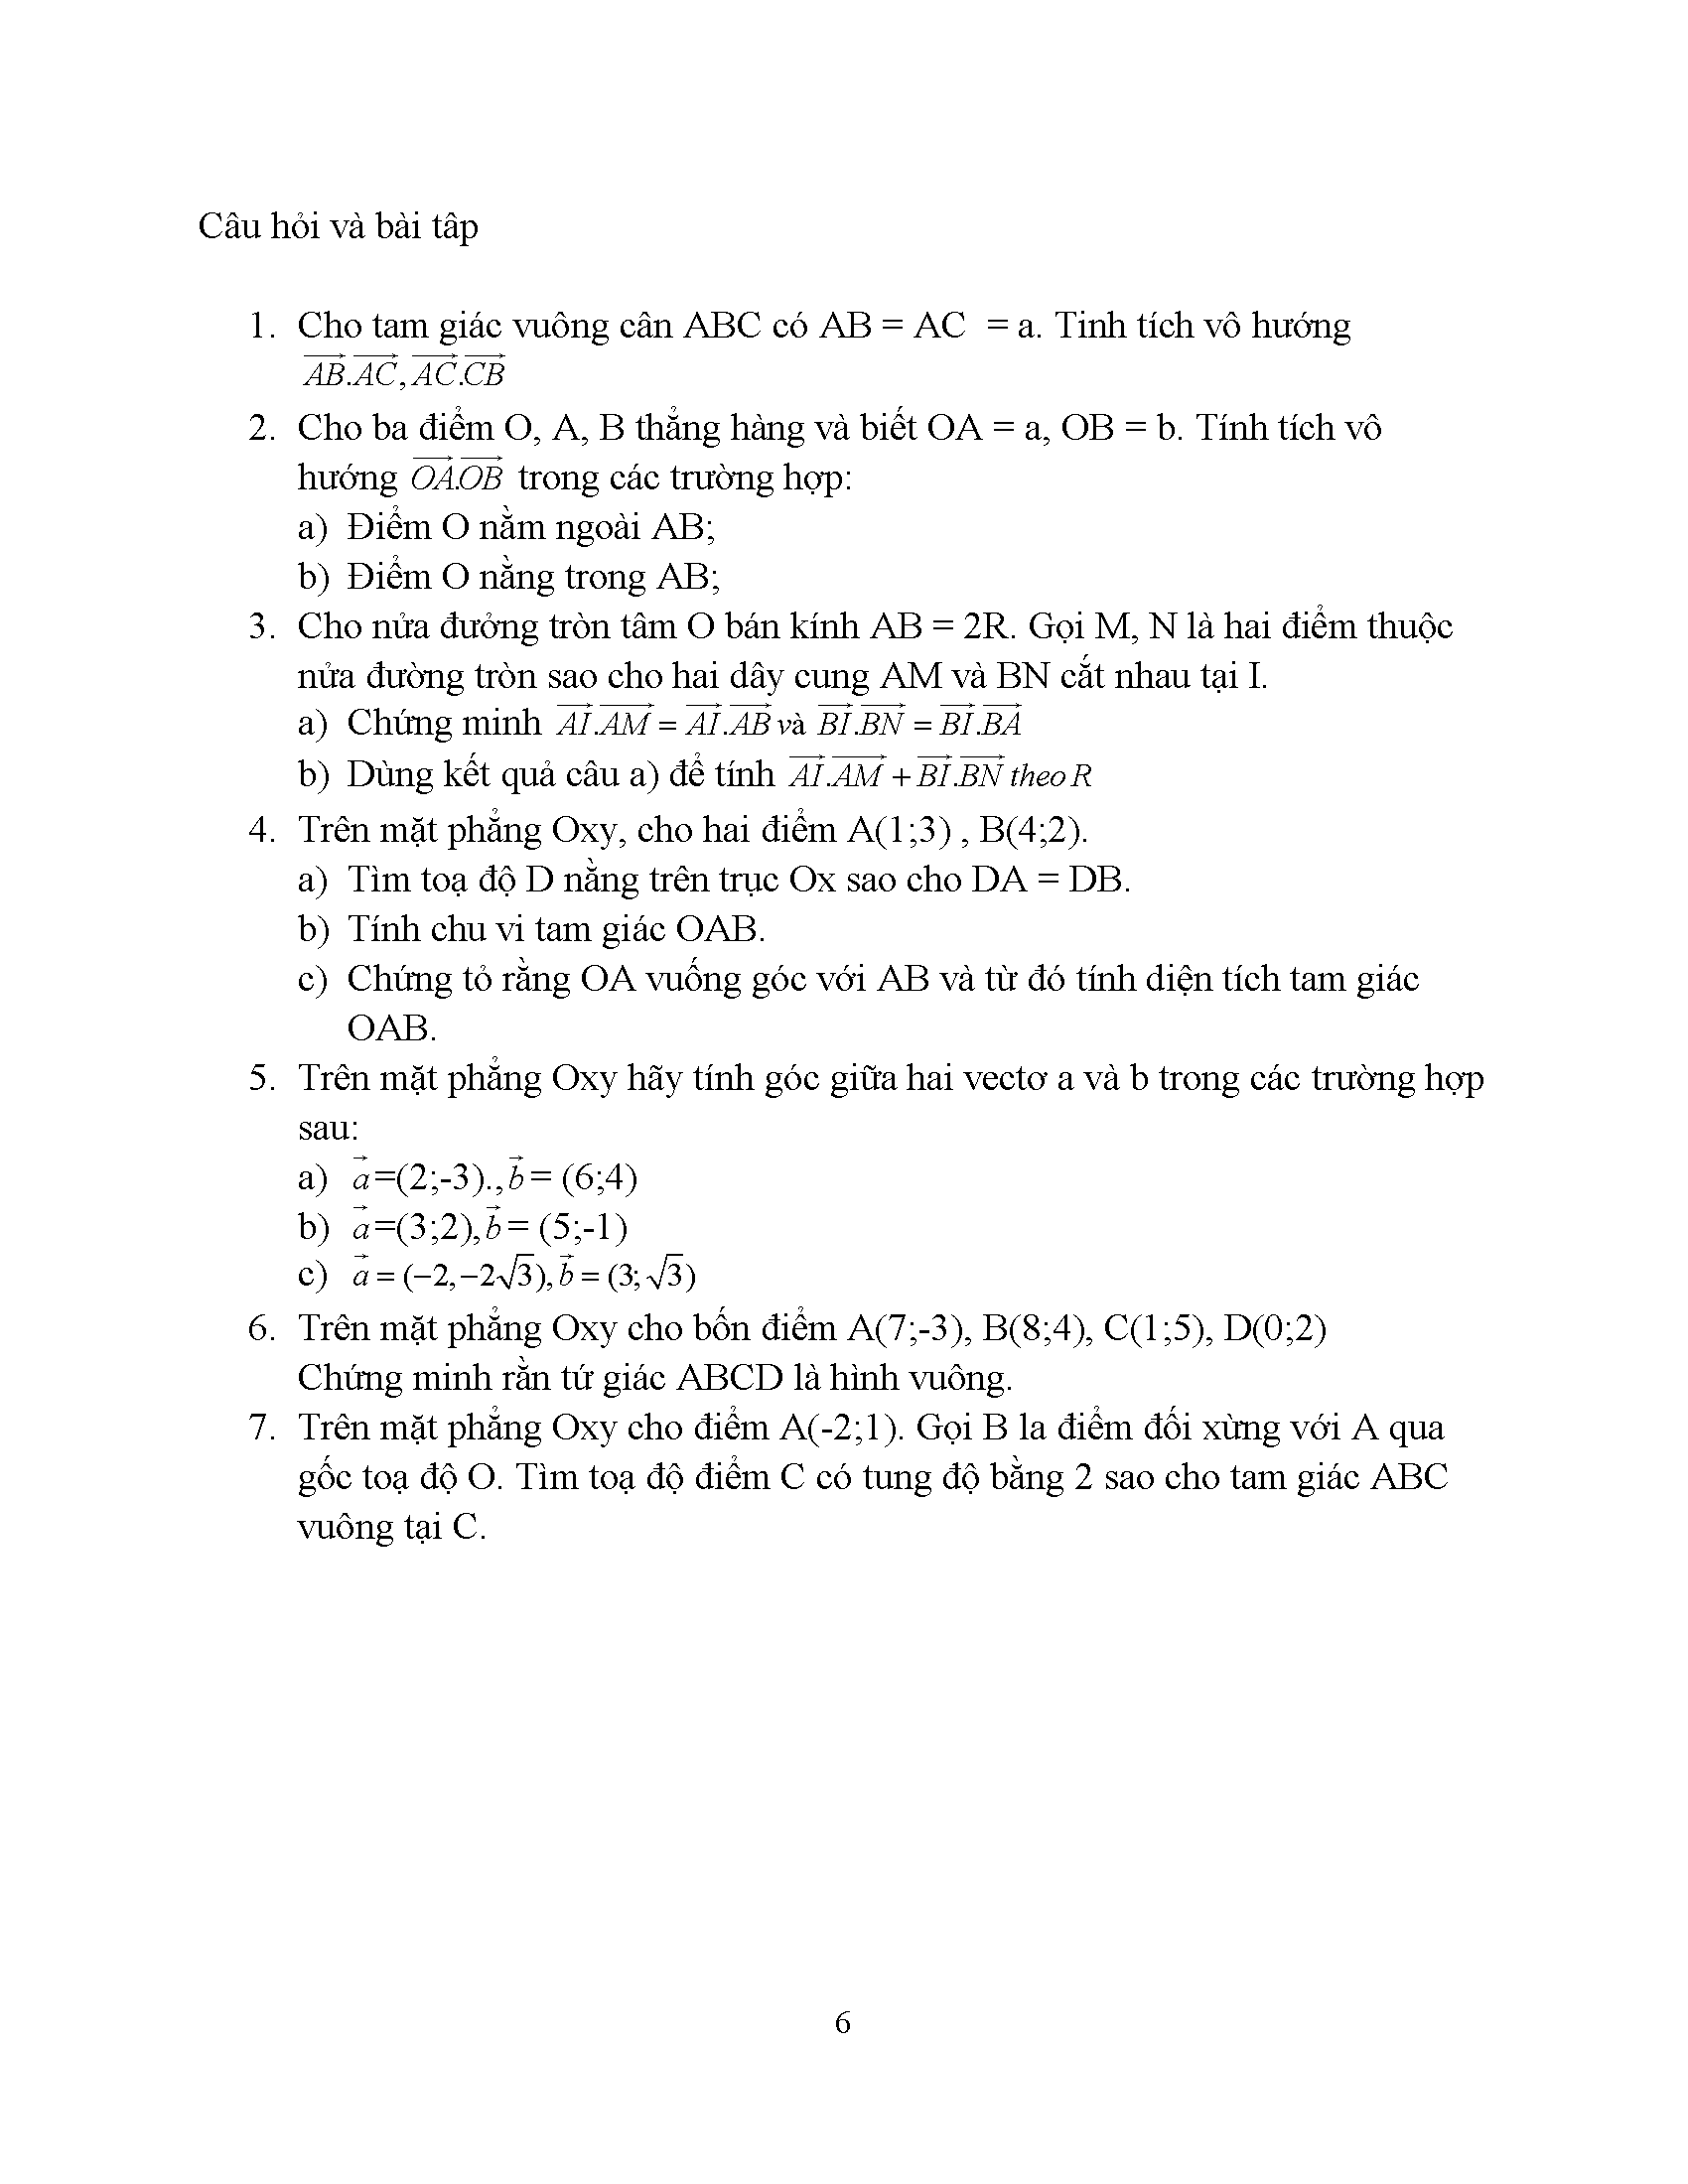 Câu hỏi và bài tâp
1. Cho tam giác vuông cân ABC có AB = AC  = a. Tinh tích vô hướng
$\overrightarrow{AB}.\overrightarrow{AC},\overrightarrow{AC}.\overrightarrow{CB}$
2. Cho ba điểm O, A, B thẳng hàng và biết OA = a, OB = b. Tính tích vô
hướng $\overrightarrow{OA}.\overrightarrow{OB}$ trong các trường hợp:
a) Điểm O nằm ngoài AB;
b) Điểm O nằng trong AB;
3. Cho nửa đưởng tròn tâm O bán kính AB = 2R. Gọi M, N là hai điểm thuộc
nửa đường tròn sao cho hai dây cung AM và BN cắt nhau tại I.
a) Chứng minh $\overrightarrow{AI}.\overrightarrow{AM} = \overrightarrow{AI}.\overrightarrow{AB}$ và $\overrightarrow{BI}.\overrightarrow{BN} = \overrightarrow{BI}.\overrightarrow{BA}$
b) Dùng kết quả câu a) để tính $\overrightarrow{AI}.\overrightarrow{AM} + \overrightarrow{BI}.\overrightarrow{BN}$ theo R
4. Trên mặt phẳng Oxy, cho hai điểm A(1;3) , B(4;2).
a) Tìm toạ độ D nằng trên trục Ox sao cho DA = DB.
b) Tính chu vi tam giác OAB.
c) Chứng tỏ rằng OA vuống góc với AB và từ đó tính diện tích tam giác
OAB.
5. Trên mặt phẳng Oxy hãy tính góc giữa hai vectơ a và b trong các trường hợp
sau:
a) $\vec{a}$=(2;-3).,$\vec{b}$= (6;4)
b) $\vec{a}$=(3;2),$\vec{b}$= (5;-1)
c) $\vec{a} = (-2,-2\sqrt{3}),\vec{b} = (3;\sqrt{3})$
6. Trên mặt phẳng Oxy cho bốn điểm A(7;-3), B(8;4), C(1;5), D(0;2)
Chứng minh rằn tứ giác ABCD là hình vuông.
7. Trên mặt phẳng Oxy cho điểm A(-2;1). Gọi B la điểm đối xừng với A qua
gốc toạ độ O. Tìm toạ độ điểm C có tung độ bằng 2 sao cho tam giác ABC
vuông tại C.
6